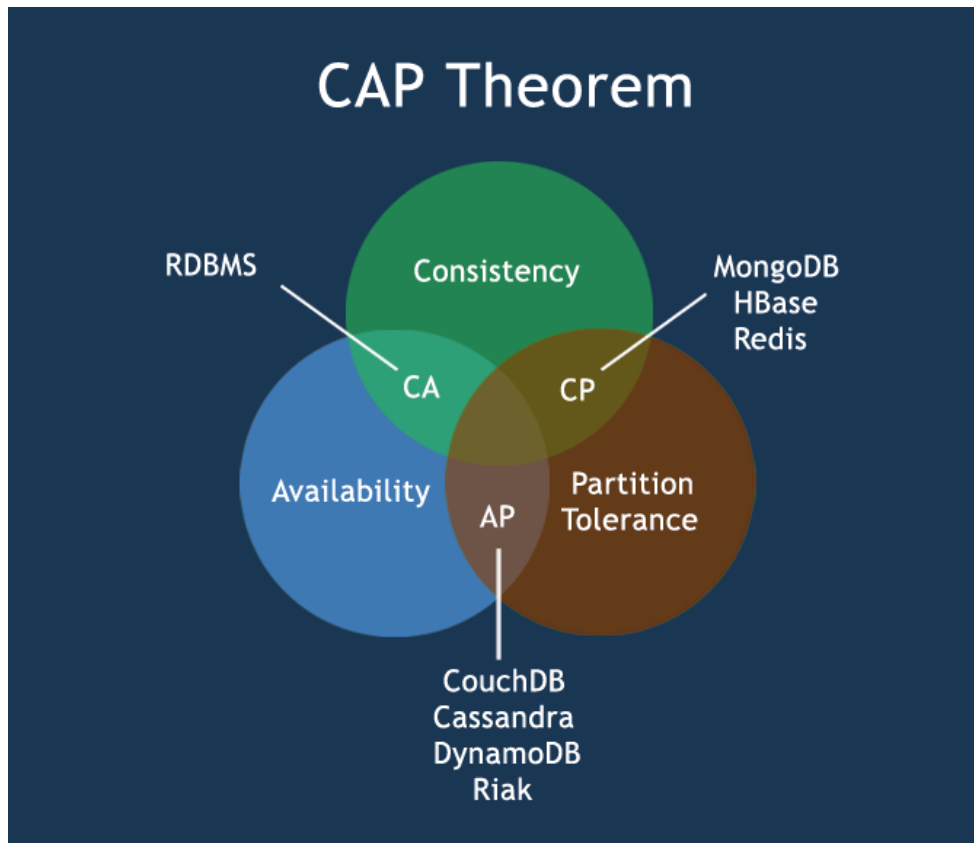 CAP Theorem
RDBMS
Consistency
MongoDB
HBase
Redis
CA
CP
Availability
Partition
Tolerance
AP
CouchDB
Cassandra
DynamoDB
Riak